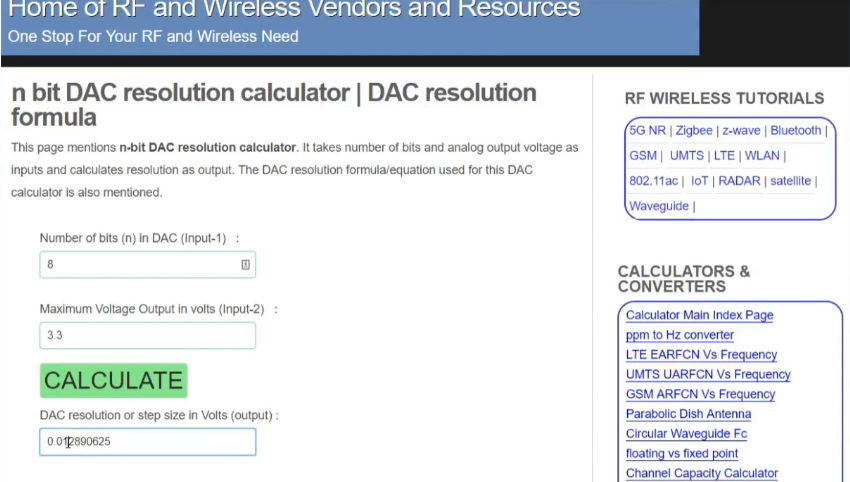 Home of RF and Wireless Vendors and Resources
One Stop For Your RF and Wireless Need
n bit DAC resolution calculator | DAC resolution
formula
This page mentions n-bit DAC resolution calculator. It takes number of bits and analog output voltage as
inputs and calculates resolution as output. The DAC resolution formula/equation used for this DAC
calculator is also mentioned.
Number of bits (n) in DAC (Input-1) :
8
Maximum Voltage Output in volts (Input-2) :
3.3
CALCULATE
DAC resolution or step size in Volts (output) :
0.012890625
RF WIRELESS TUTORIALS
5G NR | Zigbee | z-wave | Bluetooth |
GSM | UMTS | LTE | WLAN |
802.11ac | IoT | RADAR | satellite |
Waveguide |
CALCULATORS &
CONVERTERS
Calculator Main Index Page
ppm to Hz converter
LTE EARFCN Vs Frequency
UMTS UARFCN Vs Frequency
GSM ARFCN Vs Frequency
Parabolic Dish Antenna
Circular Waveguide Fc
floating vs fixed point
Channel Capacity Calculator